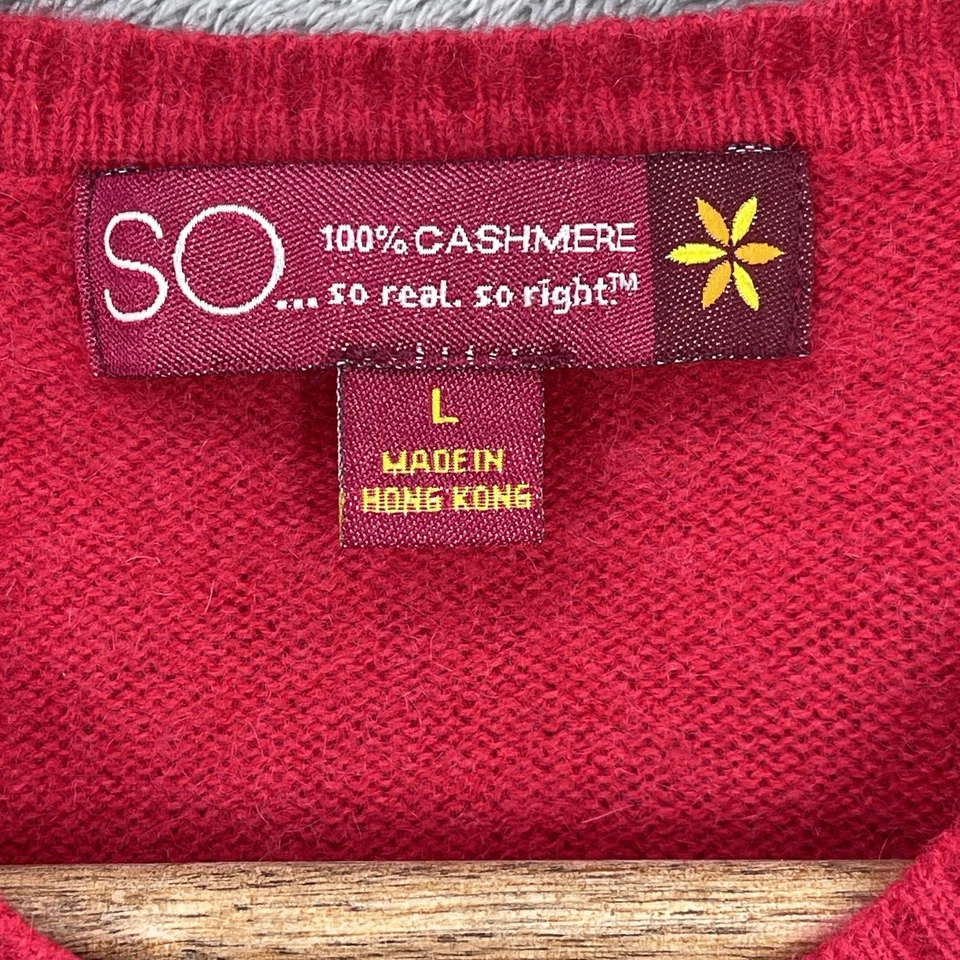 SO... 100% CASHMERE
so real. so right.™
L
MADE IN
HONG KONG